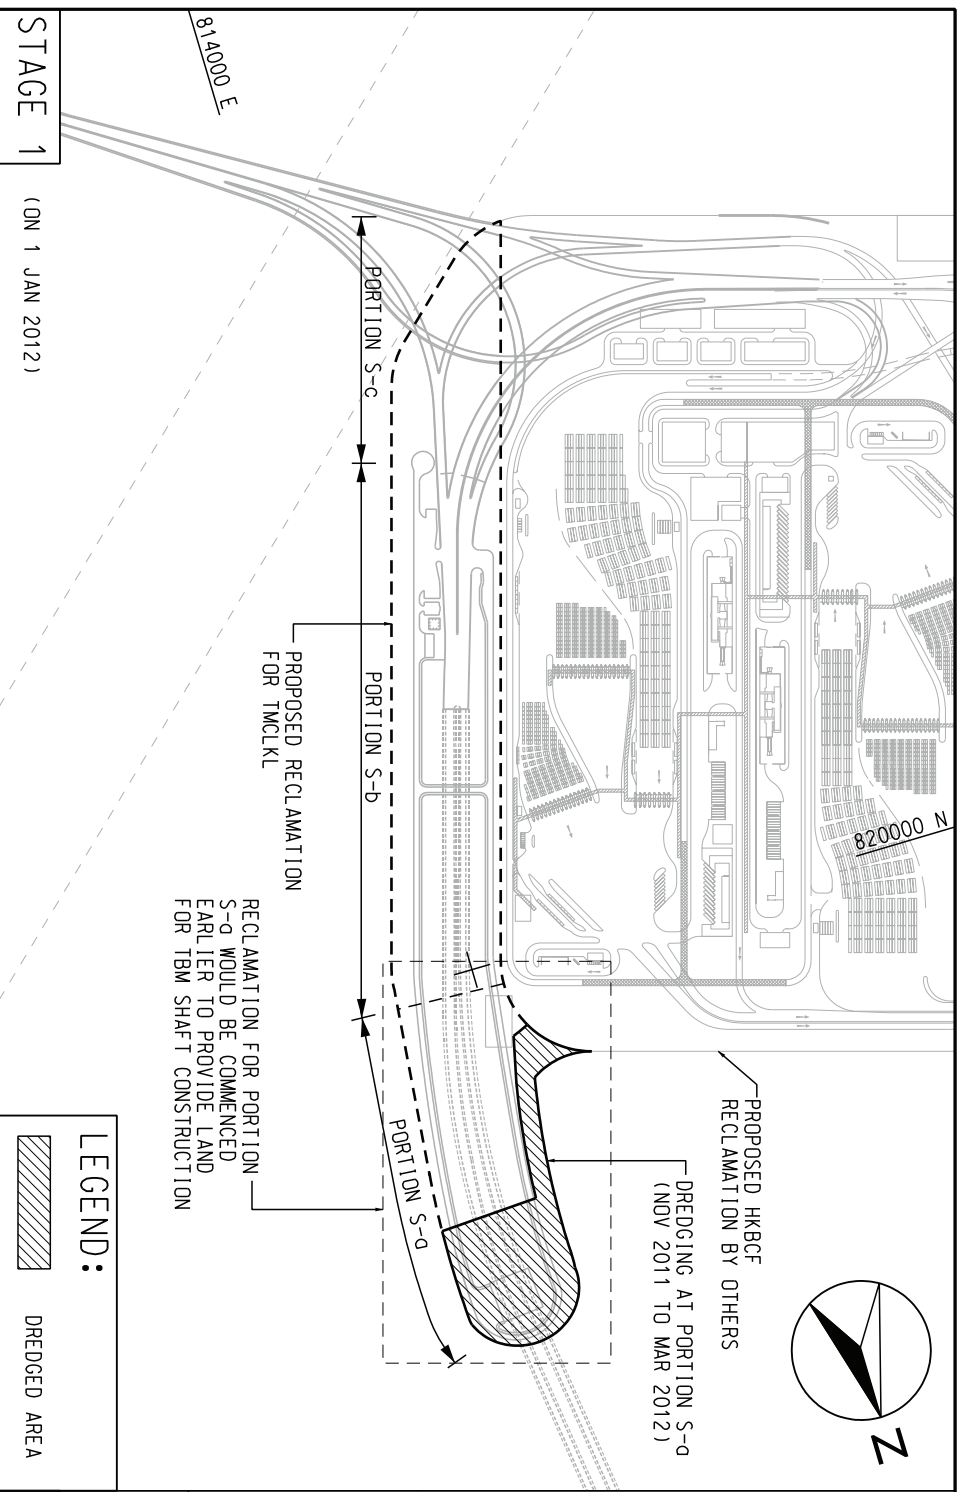 STAGE 1
(ON 1 JAN 2012)
814000 E
820000 N
PORTION S-c
PORTION S-b
PORTION S-a
PROPOSED RECLAMATION
FOR TMCLKL
RECLAMATION FOR PORTION
S-a WOULD BE COMMENCED
EARLIER TO PROVIDE LAND
FOR TBM SHAFT CONSTRUCTION
PROPOSED HKBCF
RECLAMATION BY OTHERS
DREDGING AT PORTION S-a
(NOV 2011 TO MAR 2012)
N
LEGEND:
DREDGED AREA